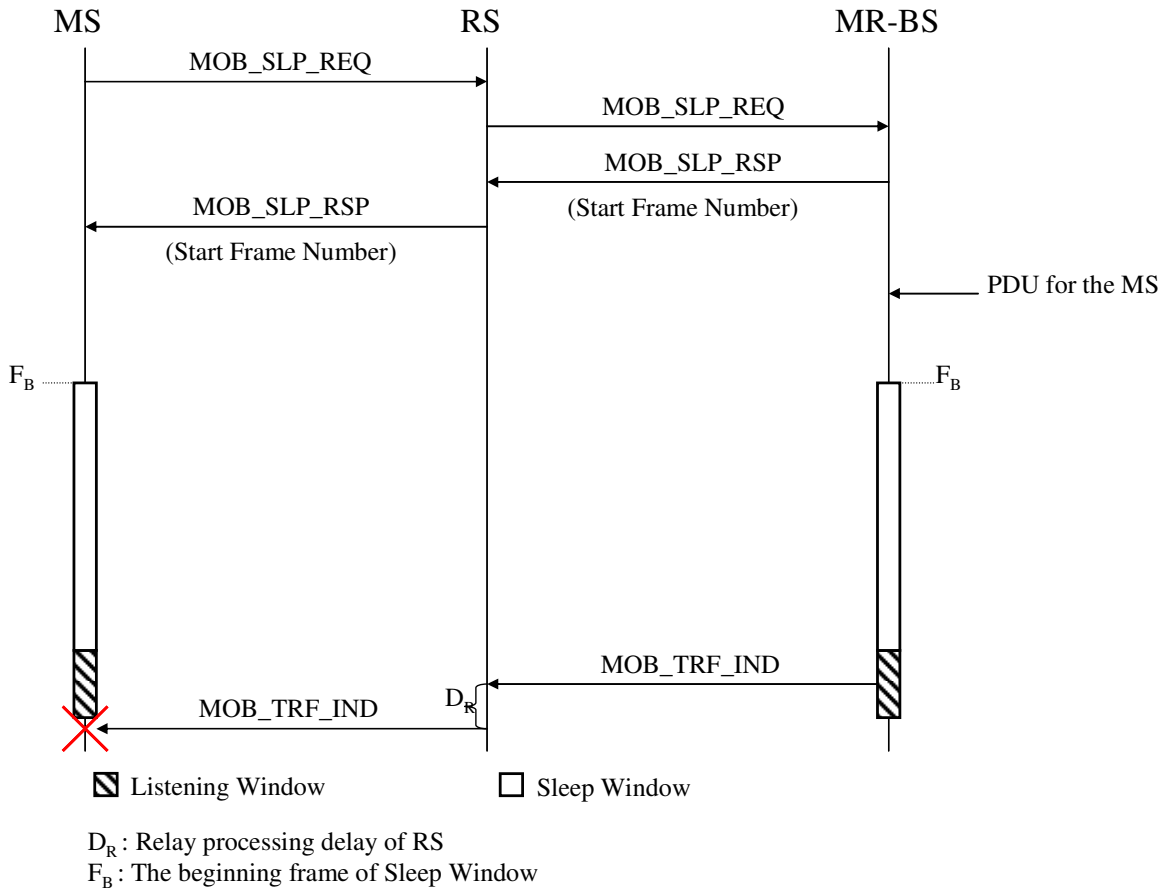 MS RS MR-BS
MOB_SLP_REQ
MOB_SLP_REQ
MOB_SLP_RSP
MOB_SLP_RSP
(Start Frame Number)
(Start Frame Number)
PDU for the MS
F_B F_B
MOB_TRF_IND
D_R
MOB_TRF_IND
Listening Window Sleep Window
D_R : Relay processing delay of RS
F_B : The beginning frame of Sleep Window